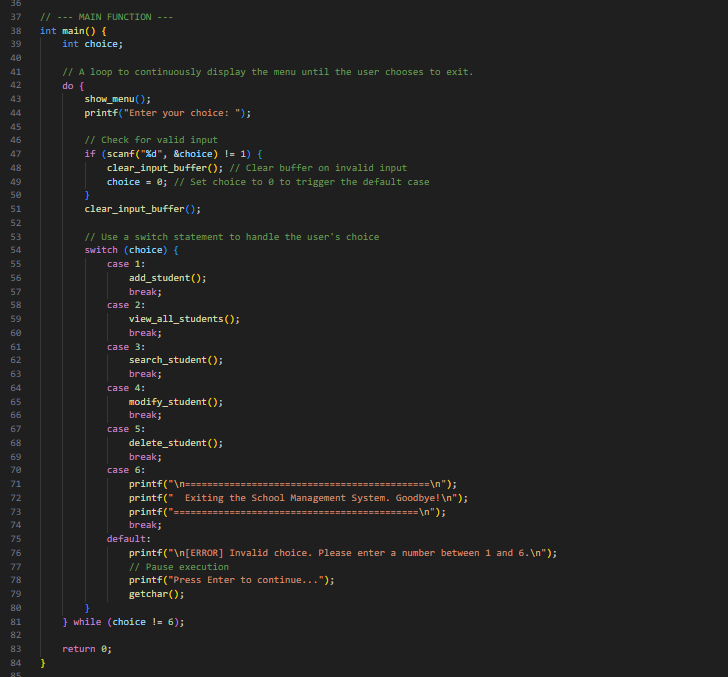 36
37 // --- MAIN FUNCTION ---
38 int main() {
39     int choice;
40
41     // A loop to continuously display the menu until the user chooses to exit.
42     do {
43         show_menu();
44         printf("Enter your choice: ");
45
46         // Check for valid input
47         if (scanf("%d", &choice) != 1) {
48             clear_input_buffer(); // Clear buffer on invalid input
49             choice = 0; // Set choice to 0 to trigger the default case
50         }
51         clear_input_buffer();
52
53         // Use a switch statement to handle the user's choice
54         switch (choice) {
55             case 1:
56                 add_student();
57                 break;
58             case 2:
59                 view_all_students();
60                 break;
61             case 3:
62                 search_student();
63                 break;
64             case 4:
65                 modify_student();
66                 break;
67             case 5:
68                 delete_student();
69                 break;
70             case 6:
71                 printf("\n===========================================\n");
72                 printf("  Exiting the School Management System. Goodbye!\n");
73                 printf("===========================================\n");
74                 break;
75             default:
76                 printf("\n[ERROR] Invalid choice. Please enter a number between 1 and 6.\n");
77                 // Pause execution
78                 printf("Press Enter to continue...");
79                 getchar();
80         }
81     } while (choice != 6);
82
83     return 0;
84 }
85